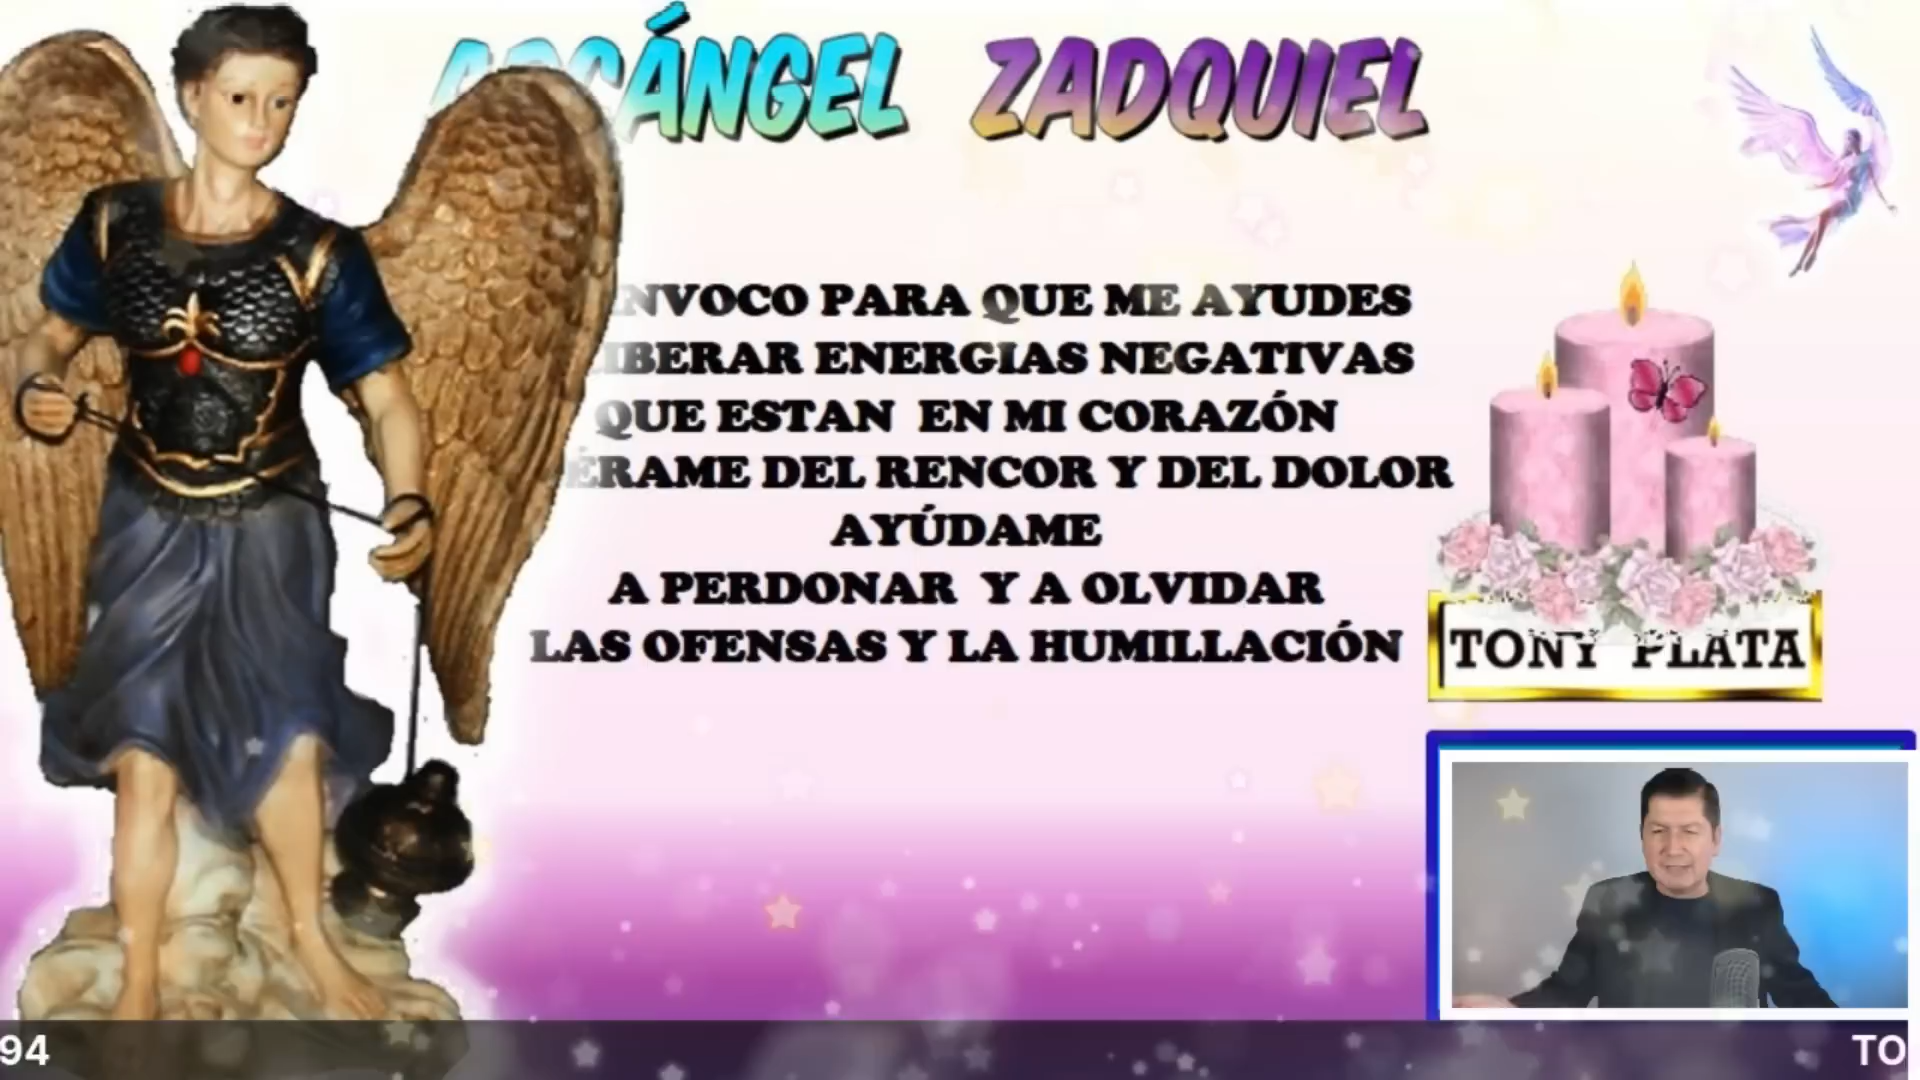 ARCÁNGEL ZADQUIEL
NVOCO PARA QUE ME AYUDES
IBERAR ENERGIAS NEGATIVAS
QUE ESTAN EN MI CORAZÓN
ÉRAME DEL RENCOR Y DEL DOLOR
AYÚDAME
A PERDONAR Y A OLVIDAR
LAS OFENSAS Y LA HUMILLACIÓN
TONY PLATA
94
TO